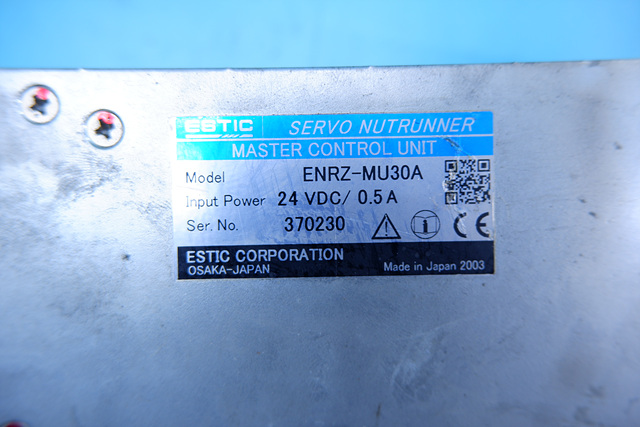 ESTIC SERVO NUTRUNNER
MASTER CONTROL UNIT
Model ENRZ-MU30A
Input Power 24 VDC/ 0.5A
Ser. No. 370230
ESTIC CORPORATION
OSAKA-JAPAN Made in Japan 2003